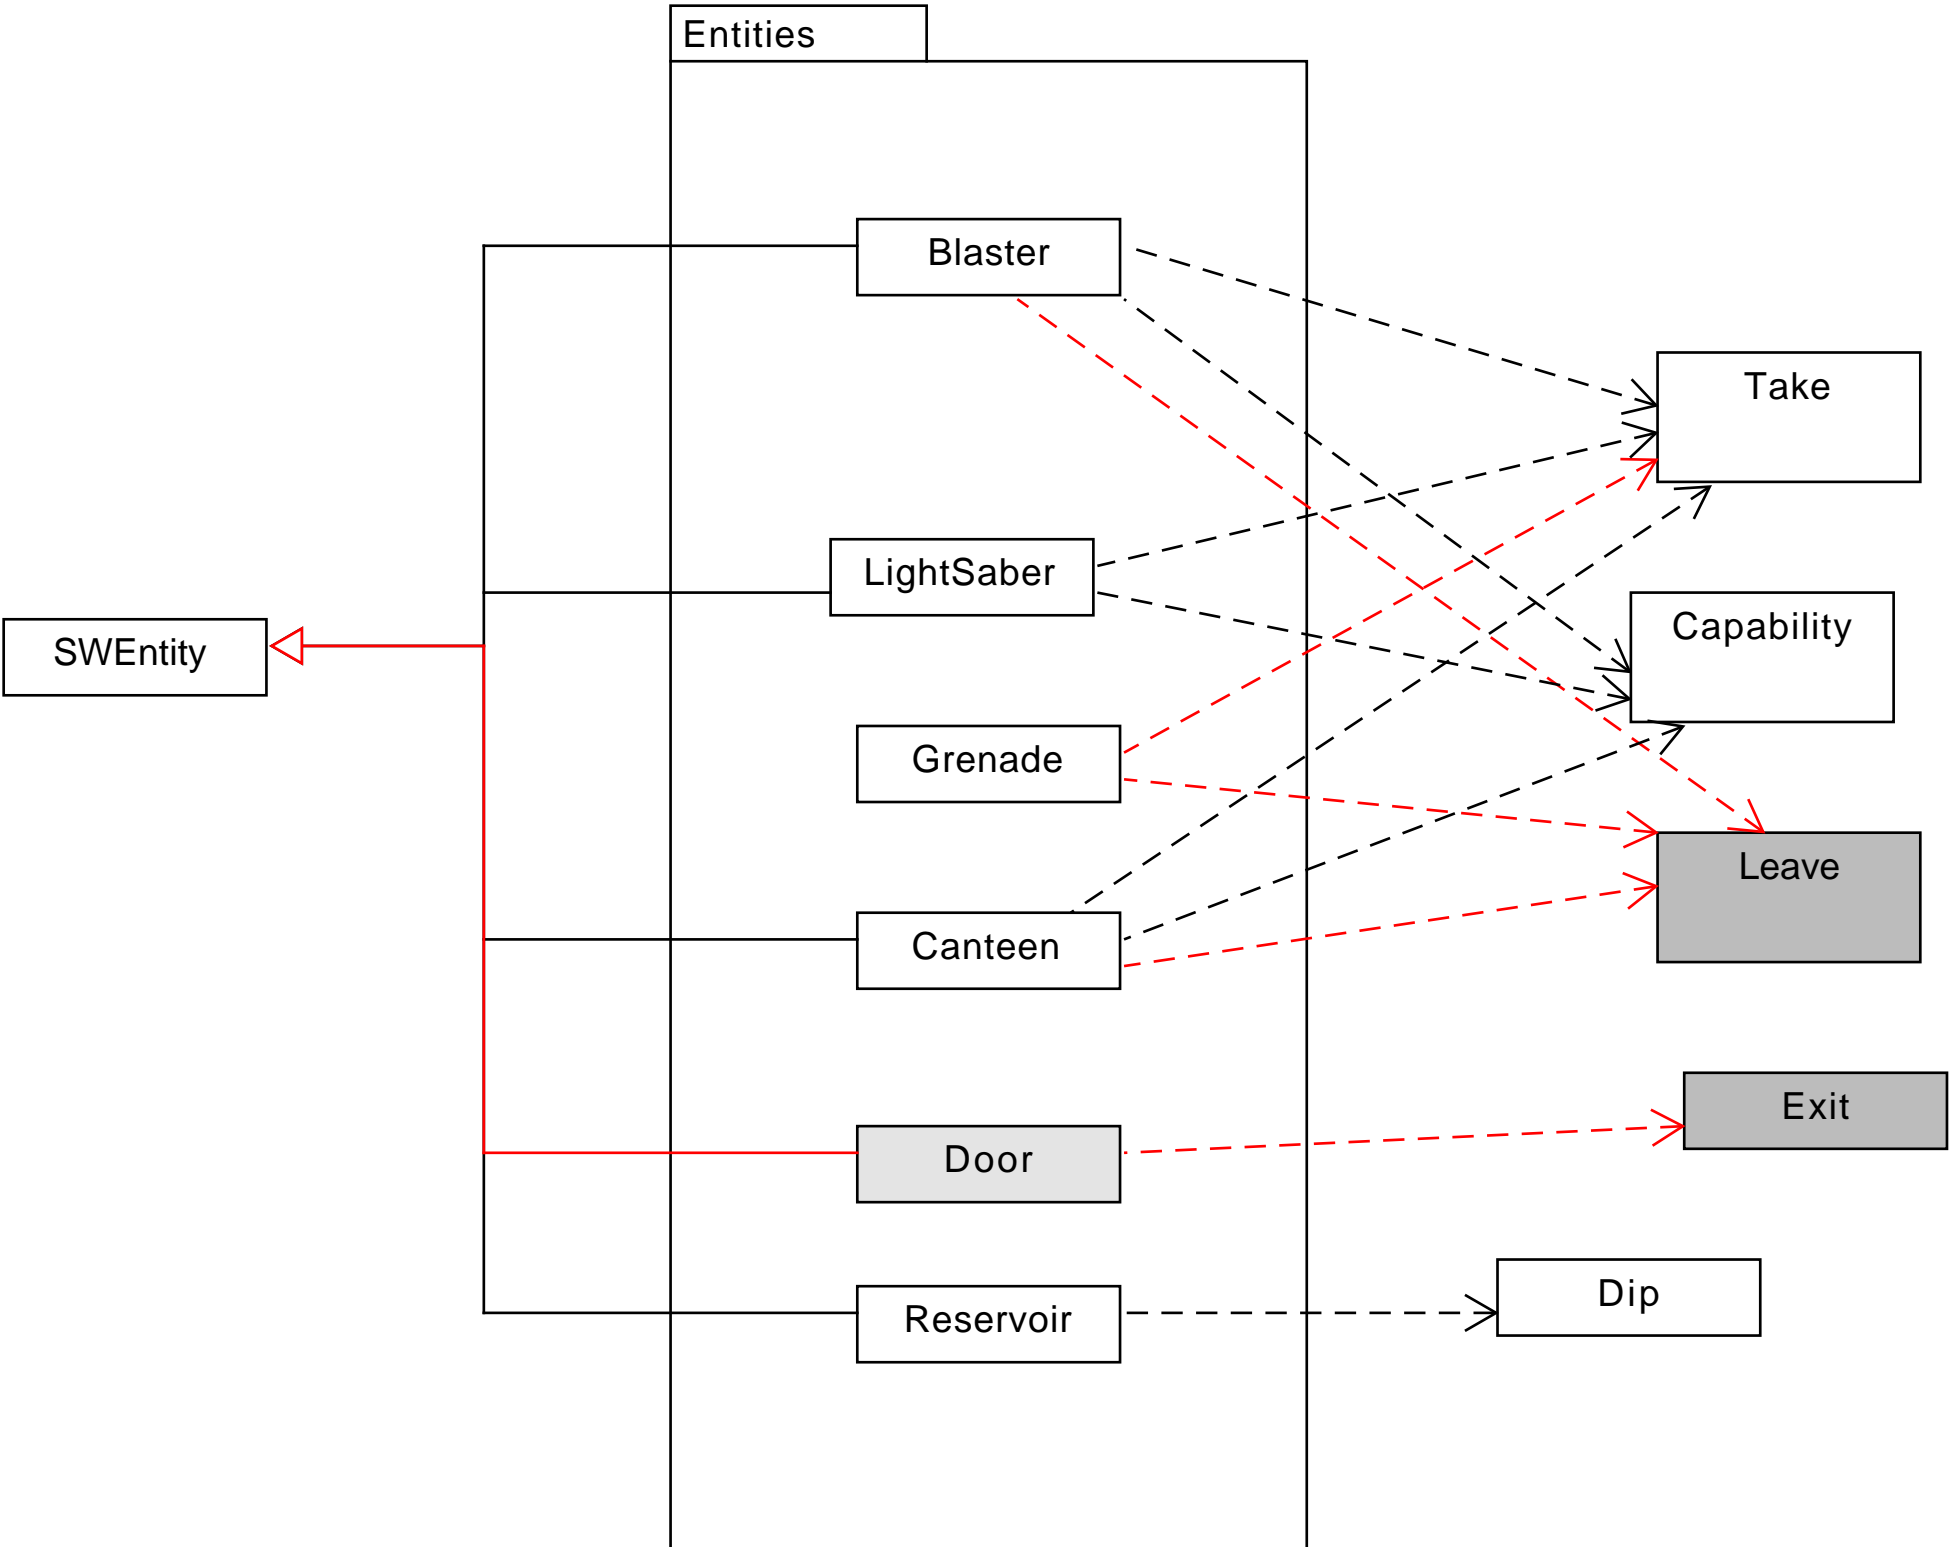 Entities
Blaster
Take
LightSaber
Capability
SWEntity
Grenade
Leave
Canteen
Exit
Door
Dip
Reservoir